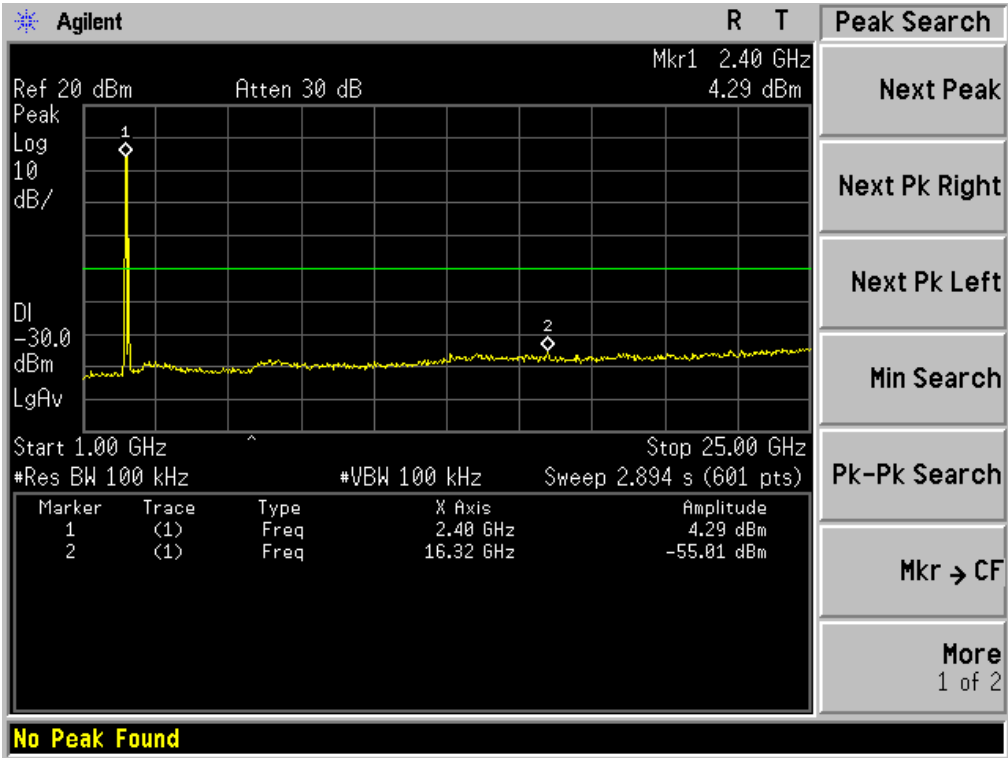 Agilent R T Peak Search
Mkr1 2.40 GHz
Ref 20 dBm Atten 30 dB 4.29 dBm
Peak
Log
10
dB/
1
DI
-30.0
dBm
LgAv
2
Start 1.00 GHz ^ Stop 25.00 GHz
#Res BW 100 kHz #VBW 100 kHz Sweep 2.894 s (601 pts)
Marker Trace Type X Axis Amplitude
1 (1) Freq 2.40 GHz 4.29 dBm
2 (1) Freq 16.32 GHz -55.01 dBm
Next Peak
Next Pk Right
Next Pk Left
Min Search
Pk-Pk Search
Mkr → CF
More
1 of 2
No Peak Found